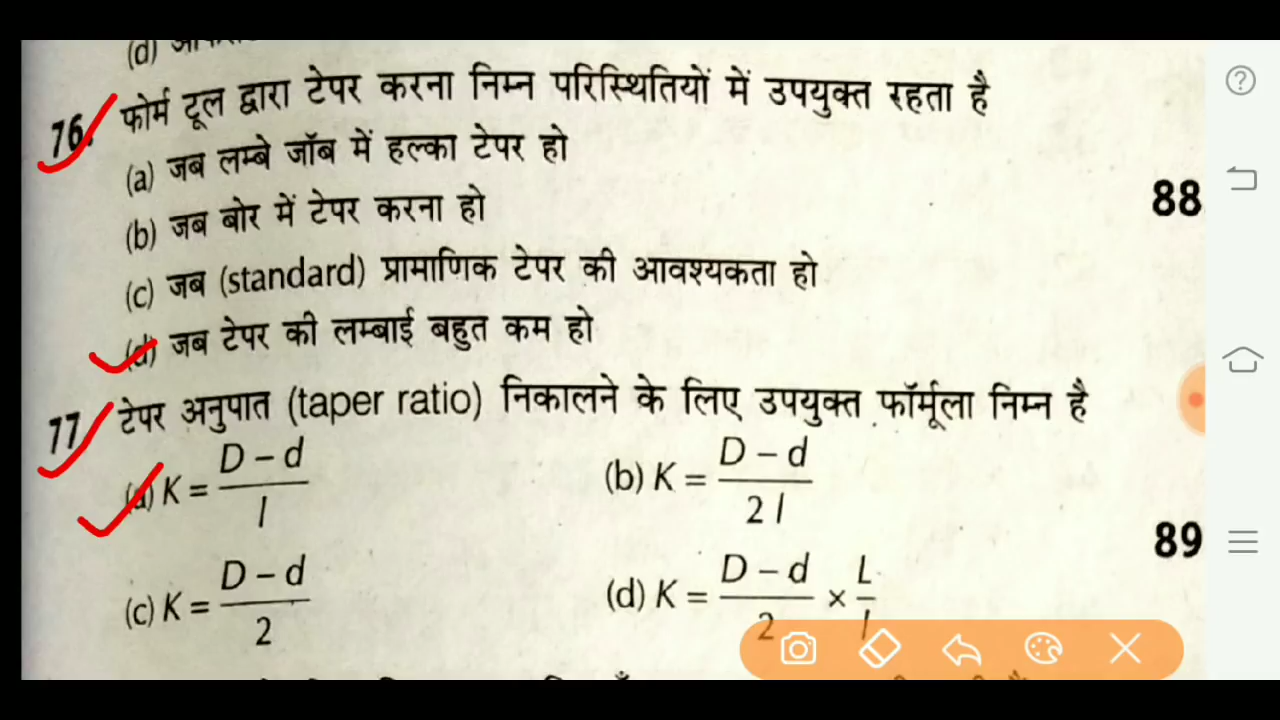 (d)
76. फोर्म टूल द्वारा टेपर करना निम्न परिस्थितियों में उपयुक्त रहता है
(a) जब लम्बे जॉब में हल्का टेपर हो
(b) जब बोर में टेपर करना हो
(c) जब (standard) प्रामाणिक टेपर की आवश्यकता हो
(d) जब टेपर की लम्बाई बहुत कम हो
77. टेपर अनुपात (taper ratio) निकालने के लिए उपयुक्त फॉर्मूला निम्न है
(a) K = D – d / l
(b) K = D – d / 2 l
(c) K = D – d / 2
(d) K = D – d / 2 × L / l
88
89